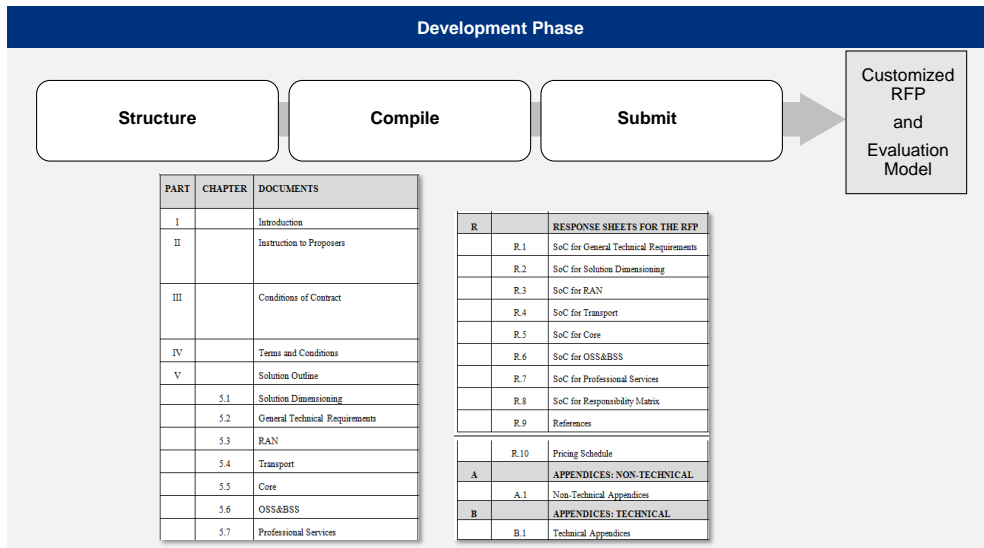 Development Phase
Structure
Compile
Submit
Customized
RFP
and
Evaluation
Model
PART CHAPTER DOCUMENTS
I Introduction
II Instruction to Proposers
III Conditions of Contract
IV Terms and Conditions
V Solution Outline
5.1 Solution Dimensioning
5.2 General Technical Requirements
5.3 RAN
5.4 Transport
5.5 Core
5.6 OSS&BSS
5.7 Professional Services
R RESPONSE SHEETS FOR THE RFP
R.1 SoC for General Technical Requirements
R.2 SoC for Solution Dimensioning
R.3 SoC for RAN
R.4 SoC for Transport
R.5 SoC for Core
R.6 SoC for OSS&BSS
R.7 SoC for Professional Services
R.8 SoC for Responsibility Matrix
R.9 References
R.10 Pricing Schedule
A APPENDICES: NON-TECHNICAL
A.1 Non-Technical Appendices
B APPENDICES: TECHNICAL
B.1 Technical Appendices